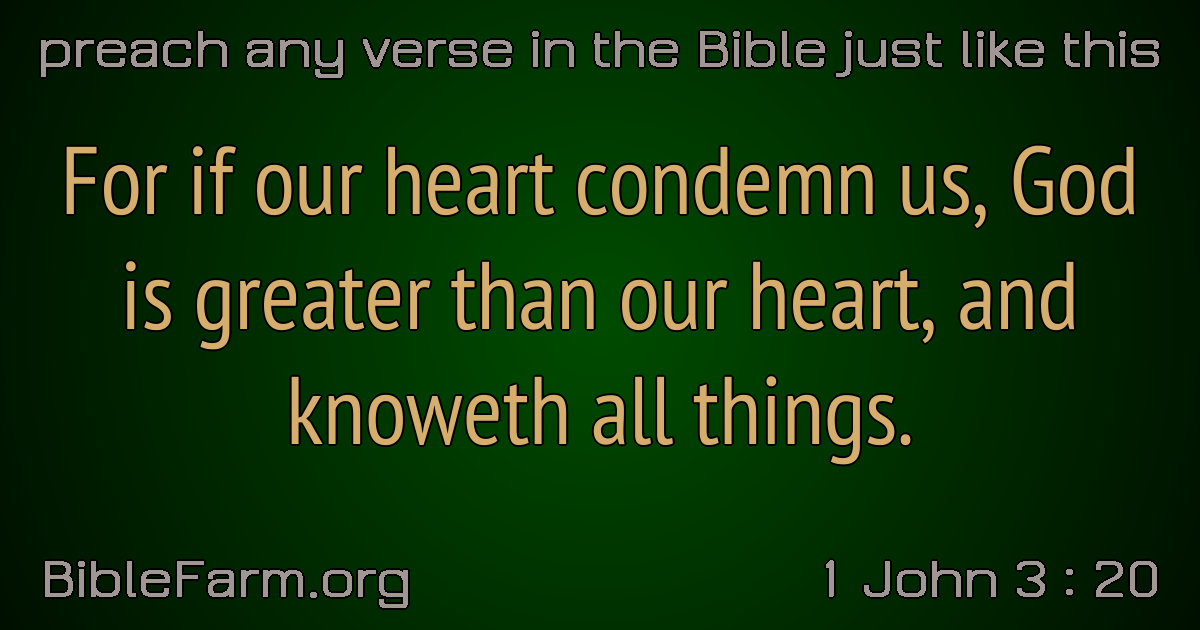 preach any verse in the Bible just like this
For if our heart condemn us, God
is greater than our heart, and
knoweth all things.
BibleFarm.org
1 John 3 : 20